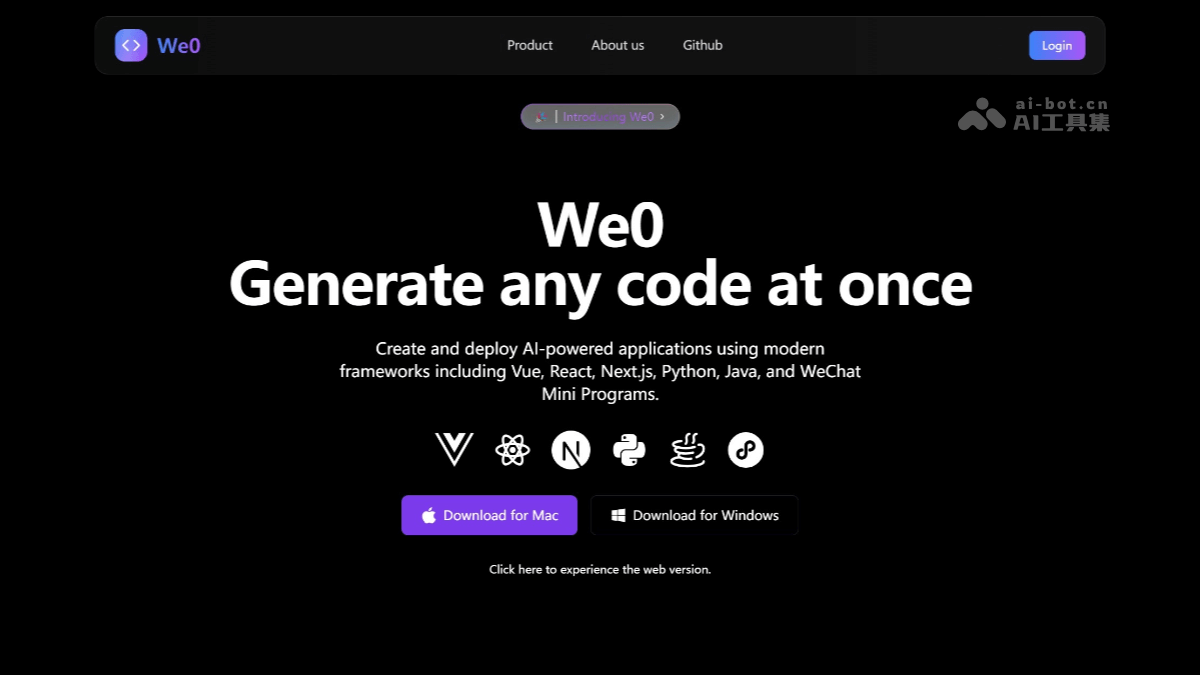 We0
Product
About us
Github
Login
| Introducing We0 >
ai-bot.cn
AI工具集
We0
Generate any code at once
Create and deploy AI-powered applications using modern
frameworks including Vue, React, Next.js, Python, Java, and WeChat
Mini Programs.
Download for Mac
Download for Windows
Click here to experience the web version.